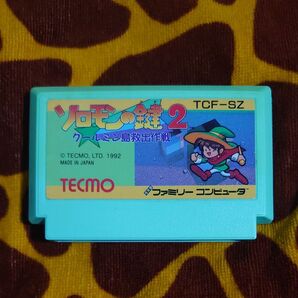 TCF-SZ
ソロモンの鍵2
クールミン島救出作戦
© TECMO, LTD. 1992
MADE IN JAPAN
TECMO
ファミリーコンピュータ